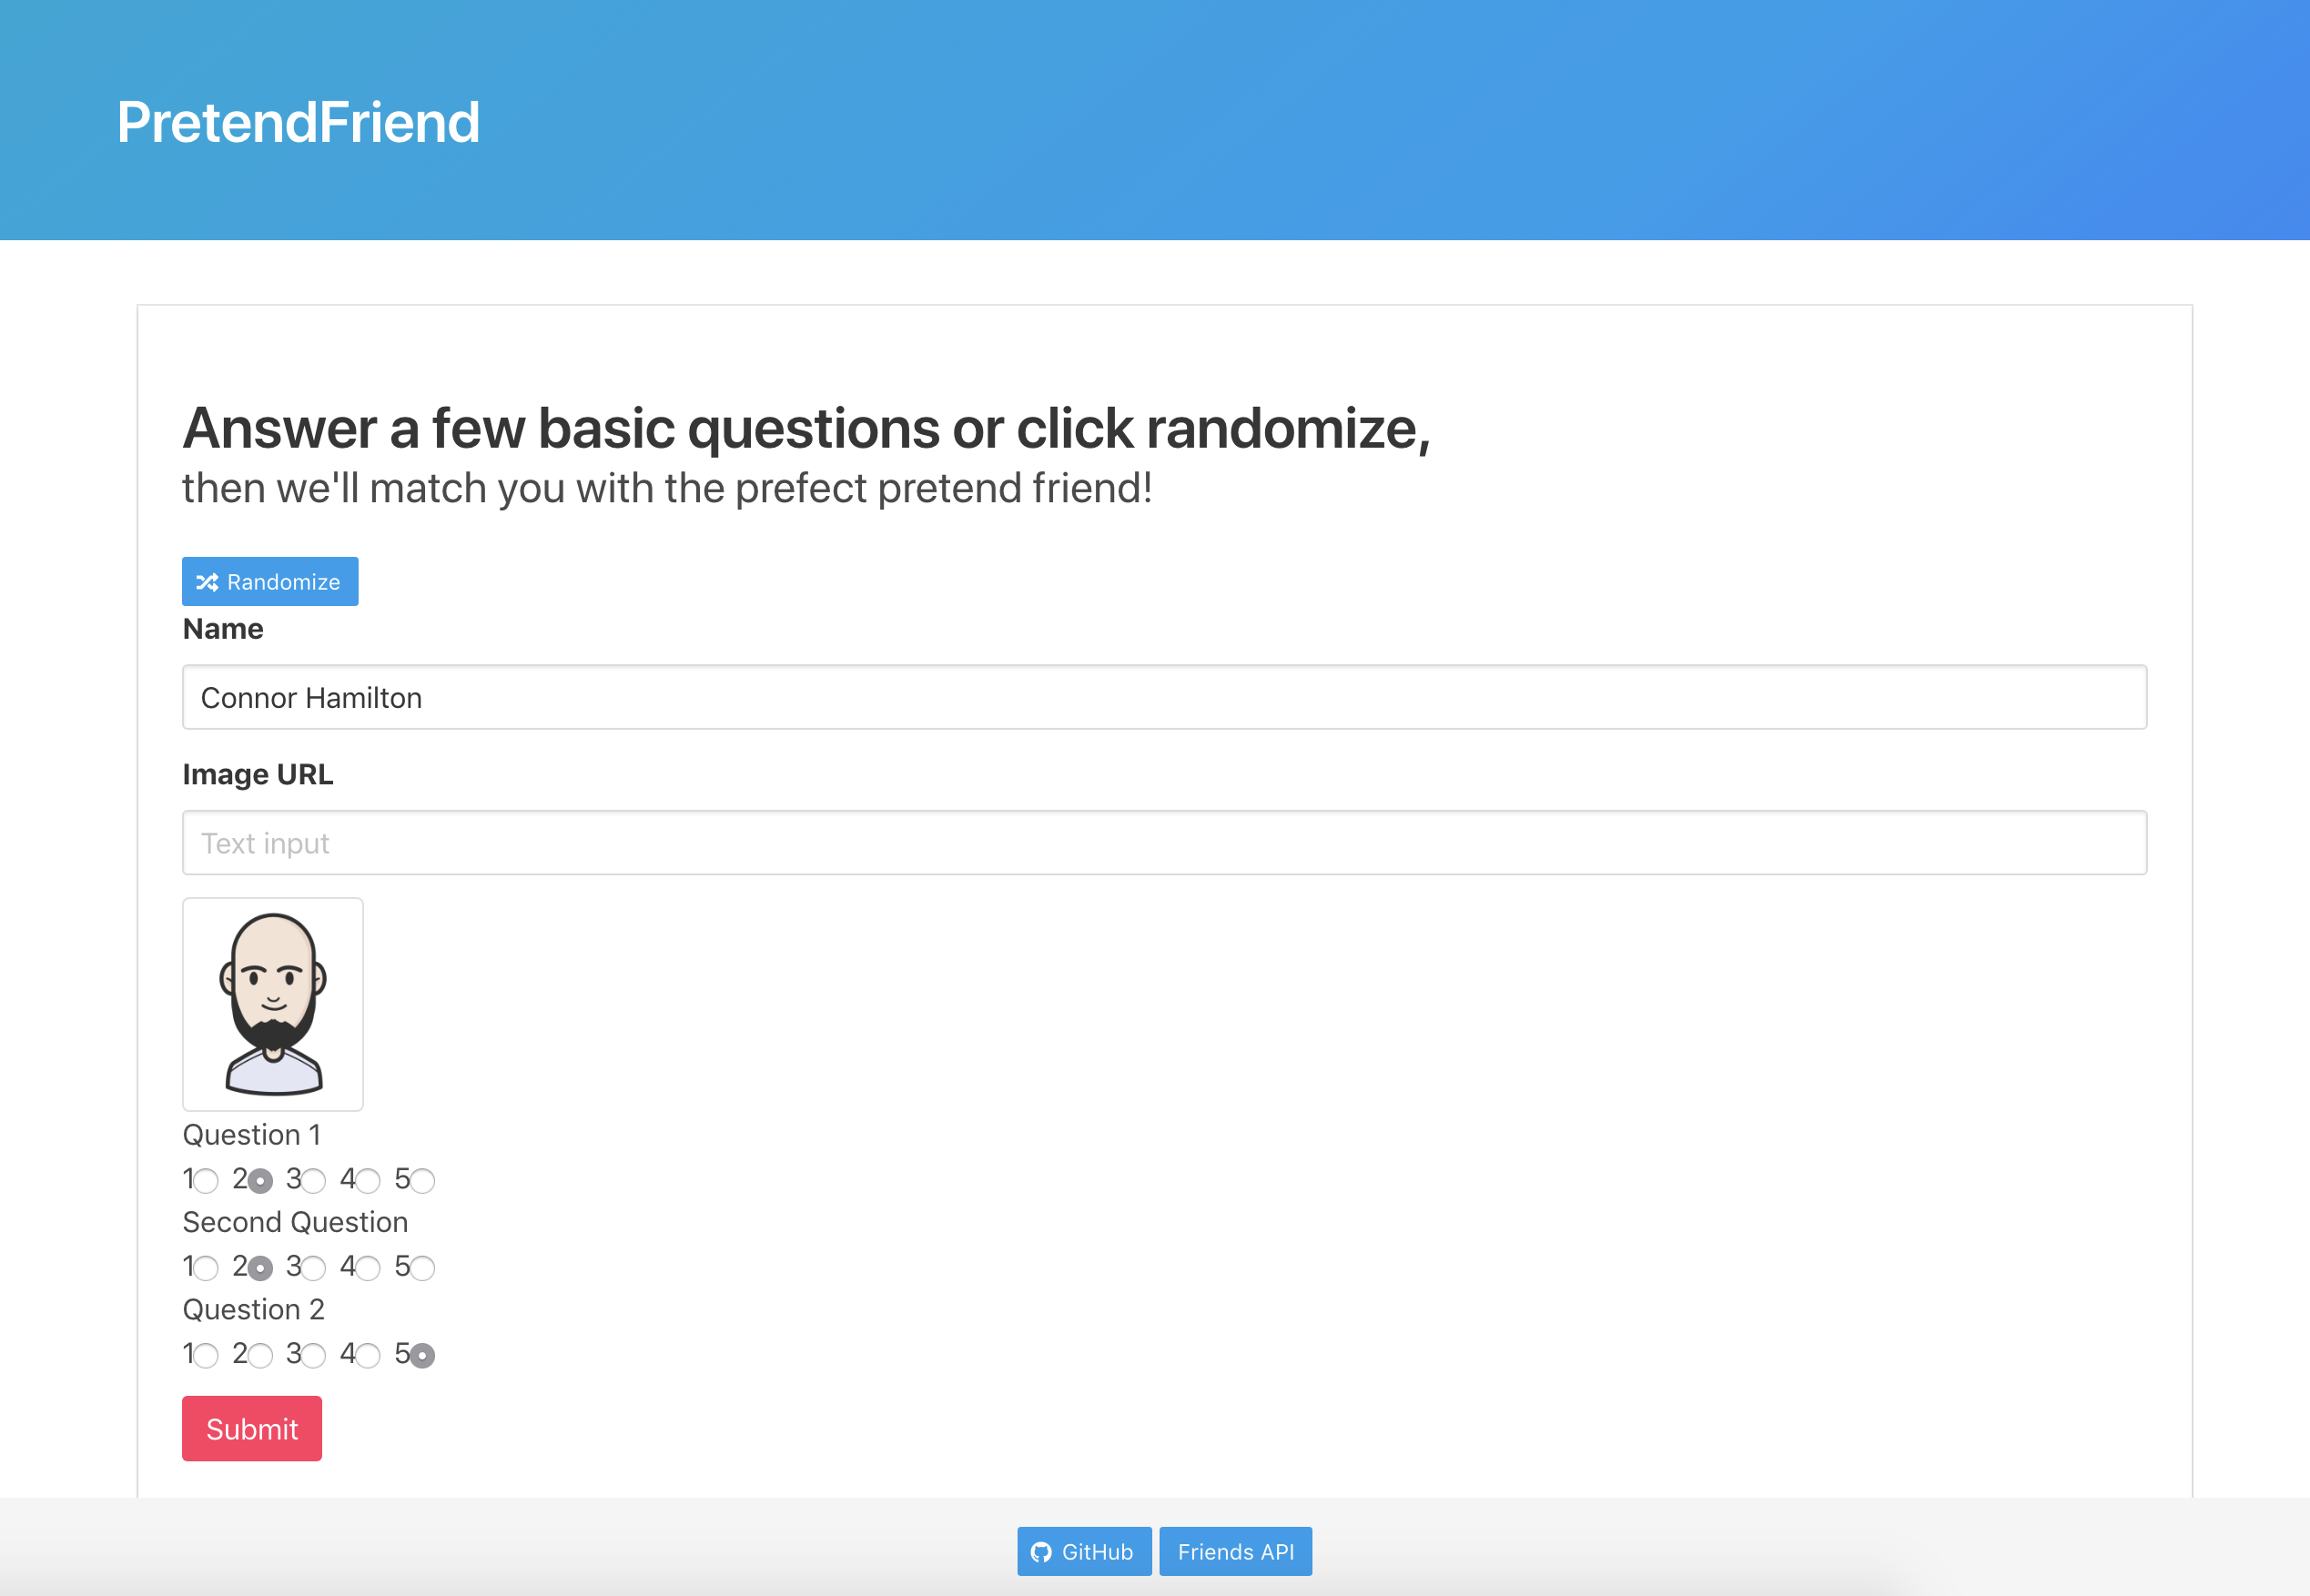 PretendFriend
Answer a few basic questions or click randomize,
then we'll match you with the prefect pretend friend!
Randomize
Name
Connor Hamilton
Image URL
Text input
Question 1
1 2 3 4 5
Second Question
1 2 3 4 5
Question 2
1 2 3 4 5
Submit
GitHub Friends API